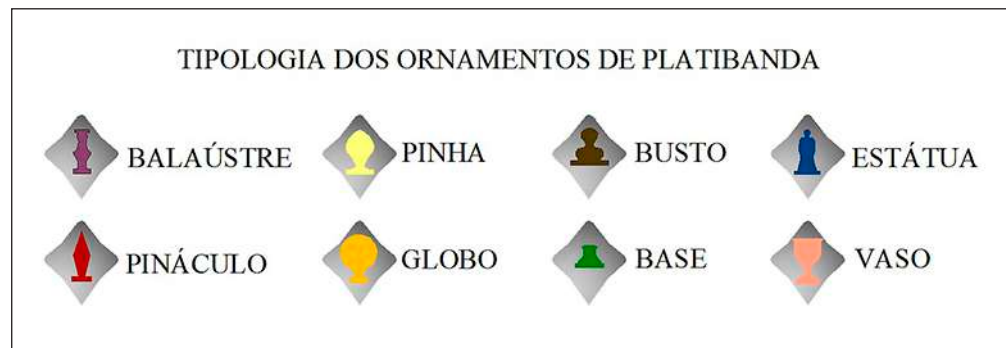 TIPOLOGIA DOS ORNAMENTOS DE PLATIBANDA
BALAÚSTRE PINHA BUSTO ESTÁTUA
PINÁCULO GLOBO BASE VASO